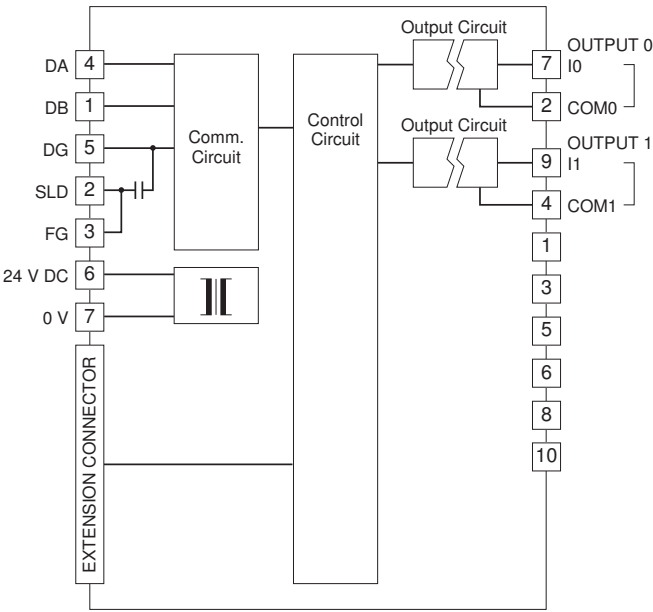 DA 4
DB 1
DG 5
SLD 2
FG 3
24 V DC 6
0 V 7
EXTENSION CONNECTOR
Comm.
Circuit
Control
Circuit
Output Circuit
OUTPUT 0
7 I0
2 COM0
Output Circuit
OUTPUT 1
9 I1
4 COM1
1
3
5
6
8
10